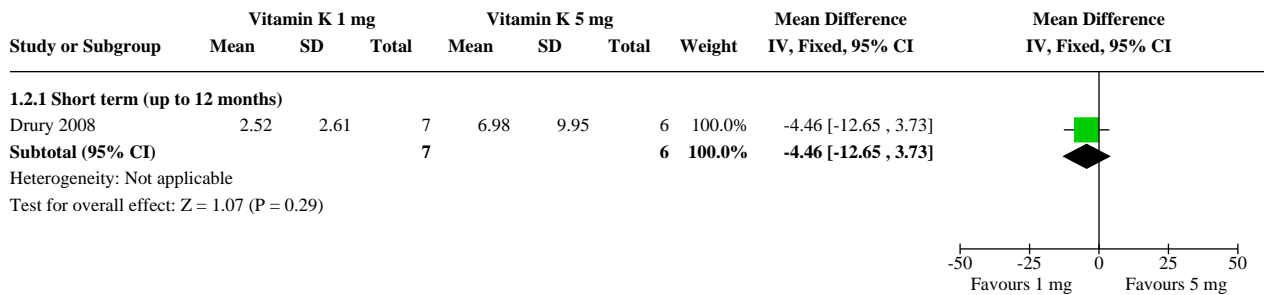 Vitamin K 1 mg Vitamin K 5 mg Mean Difference Mean Difference
Study or Subgroup Mean SD Total Mean SD Total Weight IV, Fixed, 95% CI IV, Fixed, 95% CI
1.2.1 Short term (up to 12 months)
Drury 2008 2.52 2.61 7 6.98 9.95 6 100.0% -4.46 [-12.65 , 3.73]
Subtotal (95% CI) 7 6 100.0% -4.46 [-12.65 , 3.73]
Heterogeneity: Not applicable
Test for overall effect: Z = 1.07 (P = 0.29)
-50 -25 0 25 50
Favours 1 mg Favours 5 mg